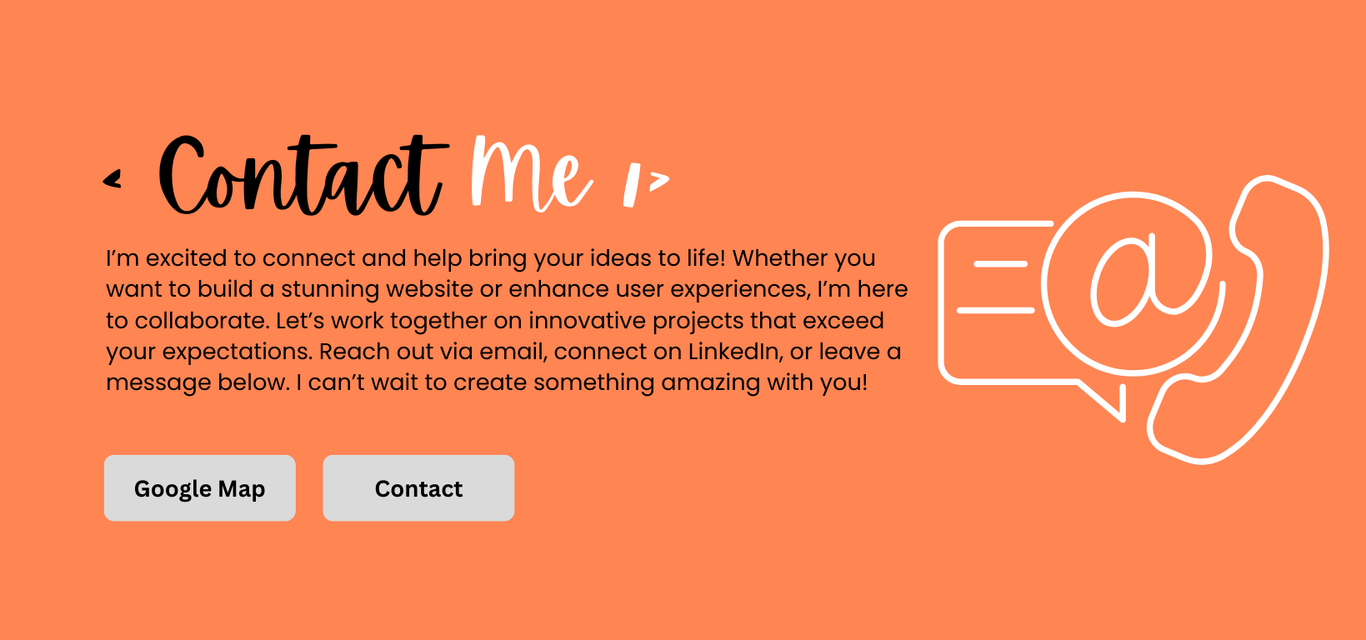 < Contact Me />
I’m excited to connect and help bring your ideas to life! Whether you
want to build a stunning website or enhance user experiences, I’m here
to collaborate. Let’s work together on innovative projects that exceed
your expectations. Reach out via email, connect on LinkedIn, or leave a
message below. I can’t wait to create something amazing with you!
Google Map
Contact